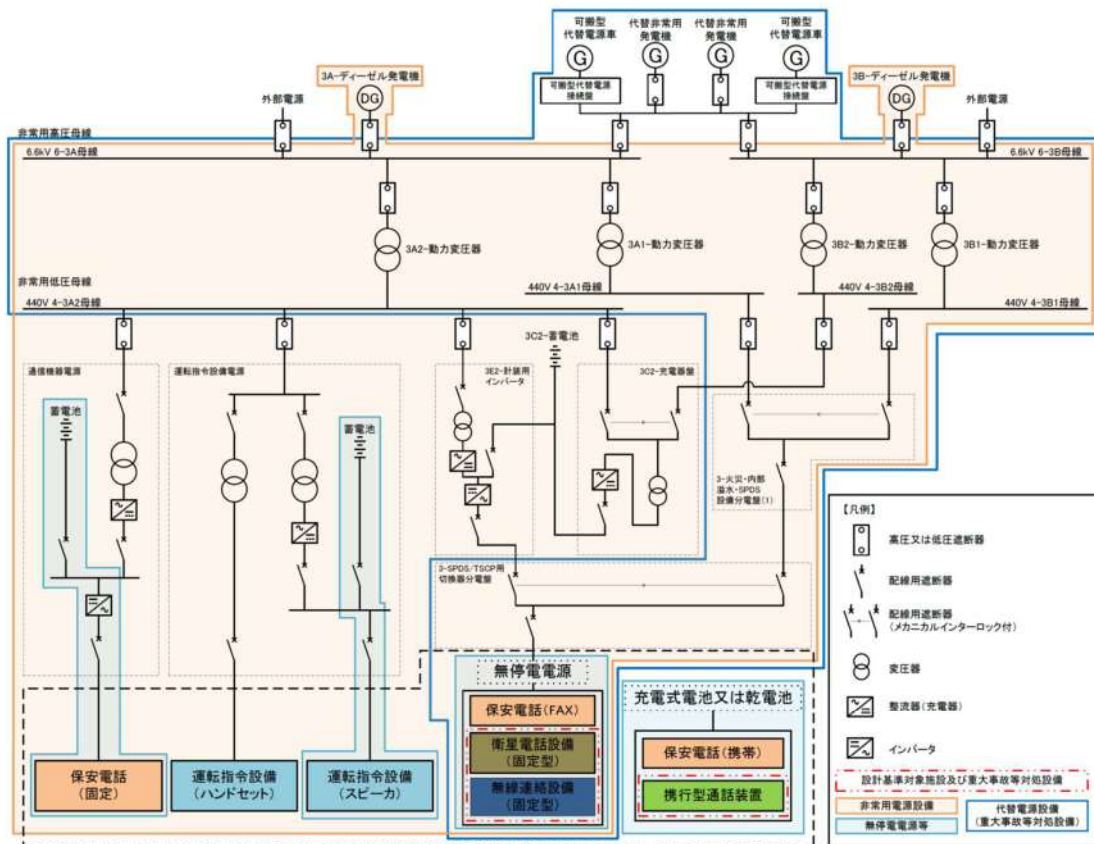 可搬型
代替電源車
代替非常用
発電機
代替非常用
発電機
可搬型
代替電源車
G
G
G
G
3A-ディーゼル発電機
3B-ディーゼル発電機
DG
DG
可搬型代替電源
接続盤
可搬型代替電源
接続盤
外部電源
外部電源
非常用高圧母線
6.6kV 6-3A母線
6.6kV 6-3B母線
3A2-動力変圧器
3A1-動力変圧器
3B2-動力変圧器
3B1-動力変圧器
非常用低圧母線
440V 4-3A1母線
440V 4-3B2母線
440V 4-3A2母線
440V 4-3B1母線
3C2-蓄電池
通信機器電源
運転指令設備電源
3E2-計装用
インバータ
3C2-充電器盤
蓄電池
蓄電池
3-火災・内部
溢水・SPDS
設備分電盤(1)
3-SPDS/TSCP用
切換器分電盤
無停電電源
充電式電池又は乾電池
保安電話(FAX)
衛星電話設備
(固定型)
無線連絡設備
(固定型)
保安電話(携帯)
携行型通話装置
保安電話
(固定)
運転指令設備
(ハンドセット)
運転指令設備
(スピーカ)
【凡例】
高圧又は低圧遮断器
配線用遮断器
配線用遮断器
(メカニカルインターロック付)
変圧器
整流器(充電器)
インバータ
設計基準対象施設及び重大事故等対処設備
非常用電源設備
無停電電源等
代替電源設備
(重大事故等対処設備)